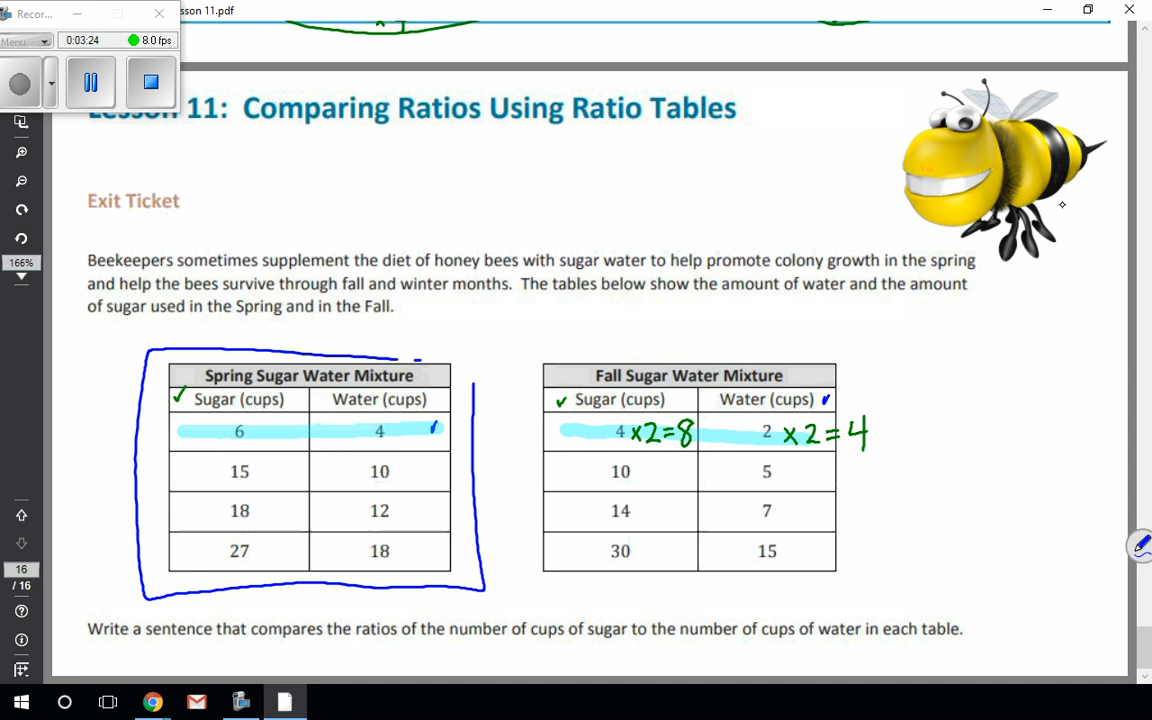 Recor...
sson 11.pdf
Menu
0:03:24
8.0 fps
Lesson 11: Comparing Ratios Using Ratio Tables
Exit Ticket
166%
Beekeepers sometimes supplement the diet of honey bees with sugar water to help promote colony growth in the spring
and help the bees survive through fall and winter months. The tables below show the amount of water and the amount
of sugar used in the Spring and in the Fall.
Spring Sugar Water Mixture
Sugar (cups) Water (cups)
6 4
15 10
18 12
27 18
Fall Sugar Water Mixture
Sugar (cups) Water (cups)
4 x2=8 2 x2=4
10 5
14 7
30 15
16
/ 16
Write a sentence that compares the ratios of the number of cups of sugar to the number of cups of water in each table.